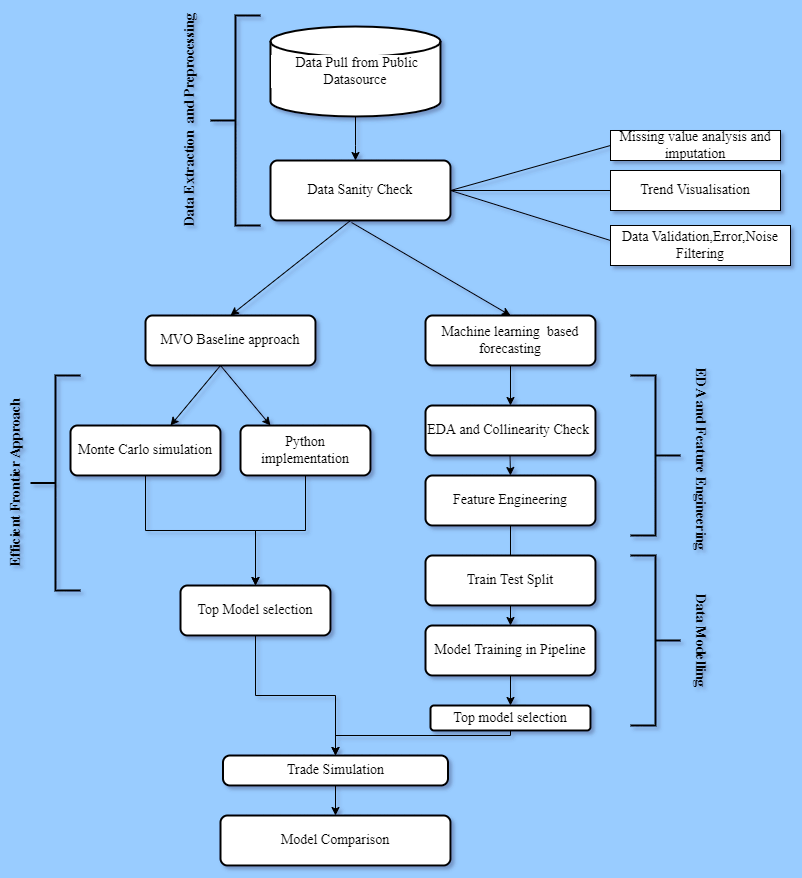 Data Extraction and Preprocessing
Data Pull from Public
Datasource
Data Sanity Check
Missing value analysis and
imputation
Trend Visualisation
Data Validation,Error,Noise
Filtering
MVO Baseline approach
Machine learning based
forecasting
Efficient Frontier Approach
Monte Carlo simulation
Python
implementation
EDA and Collinearity Check
EDA and Feature Engineering
Feature Engineering
Train Test Split
Top Model selection
Model Training in Pipeline
Data Modelling
Top model selection
Trade Simulation
Model Comparison